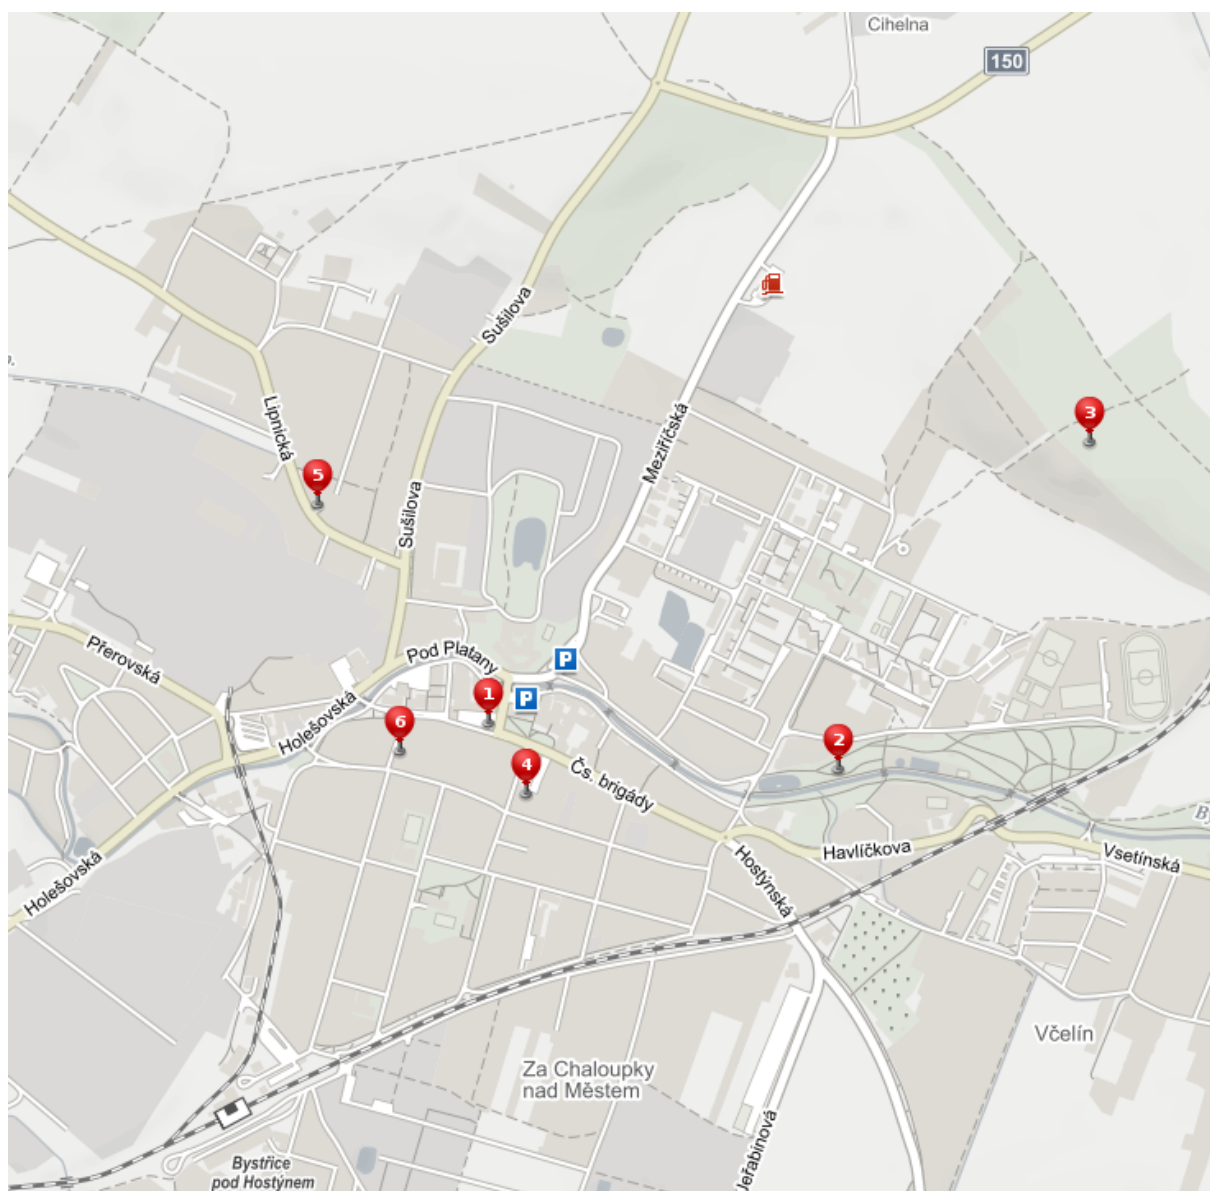 Cihelna
150
Sušilova
Lipnická
Meziříčská
3
5
Sušilova
Přerovská
Pod Platany
P
P
Holešovská
1
6
2
4
Čs. brigády
Havlíčkova
Vsetínská
Hostýnská
Holešovská
Včelín
Za Chaloupky
nad Městem
Jeřabinová
Bystřice
pod Hostýnem